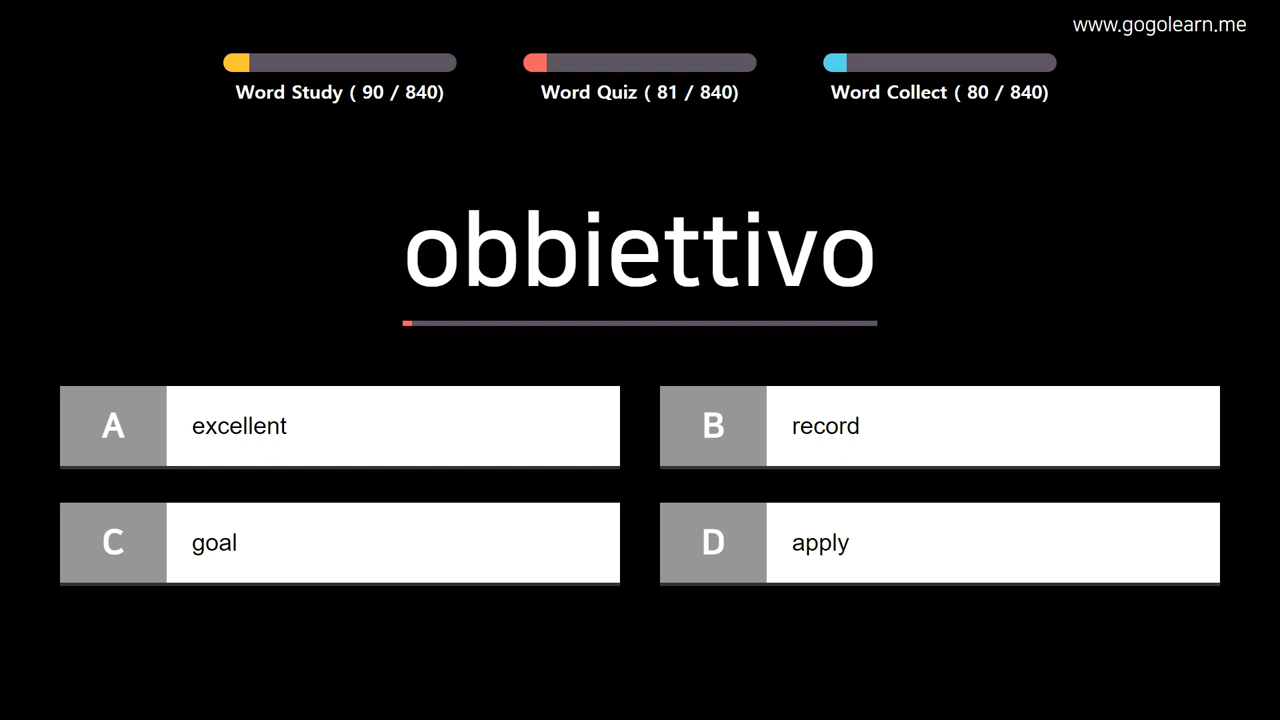 www.gogolearn.me
Word Study ( 90 / 840)
Word Quiz ( 81 / 840)
Word Collect ( 80 / 840)
obbiettivo
A excellent
B record
C goal
D apply